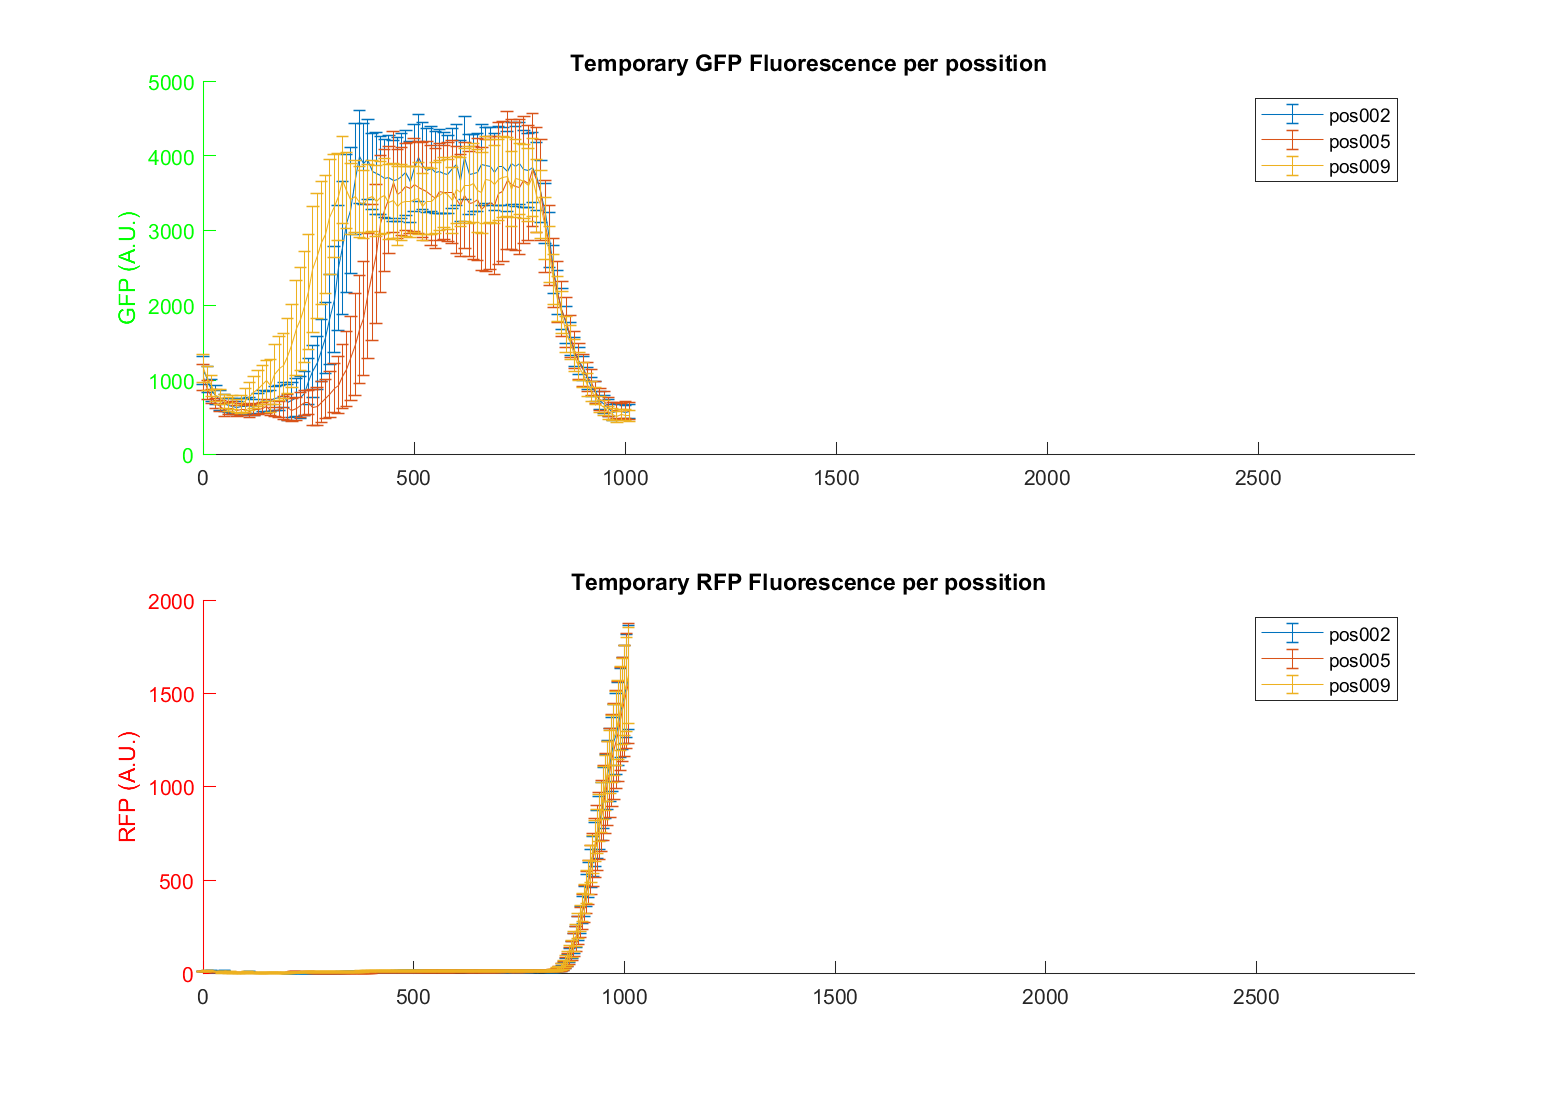 Temporary GFP Fluorescence per possition
5000
4000
3000
2000
1000
0
GFP (A.U.)
0 500 1000 1500 2000 2500
pos002
pos005
pos009
Temporary RFP Fluorescence per possition
2000
1500
1000
500
0
RFP (A.U.)
0 500 1000 1500 2000 2500
pos002
pos005
pos009